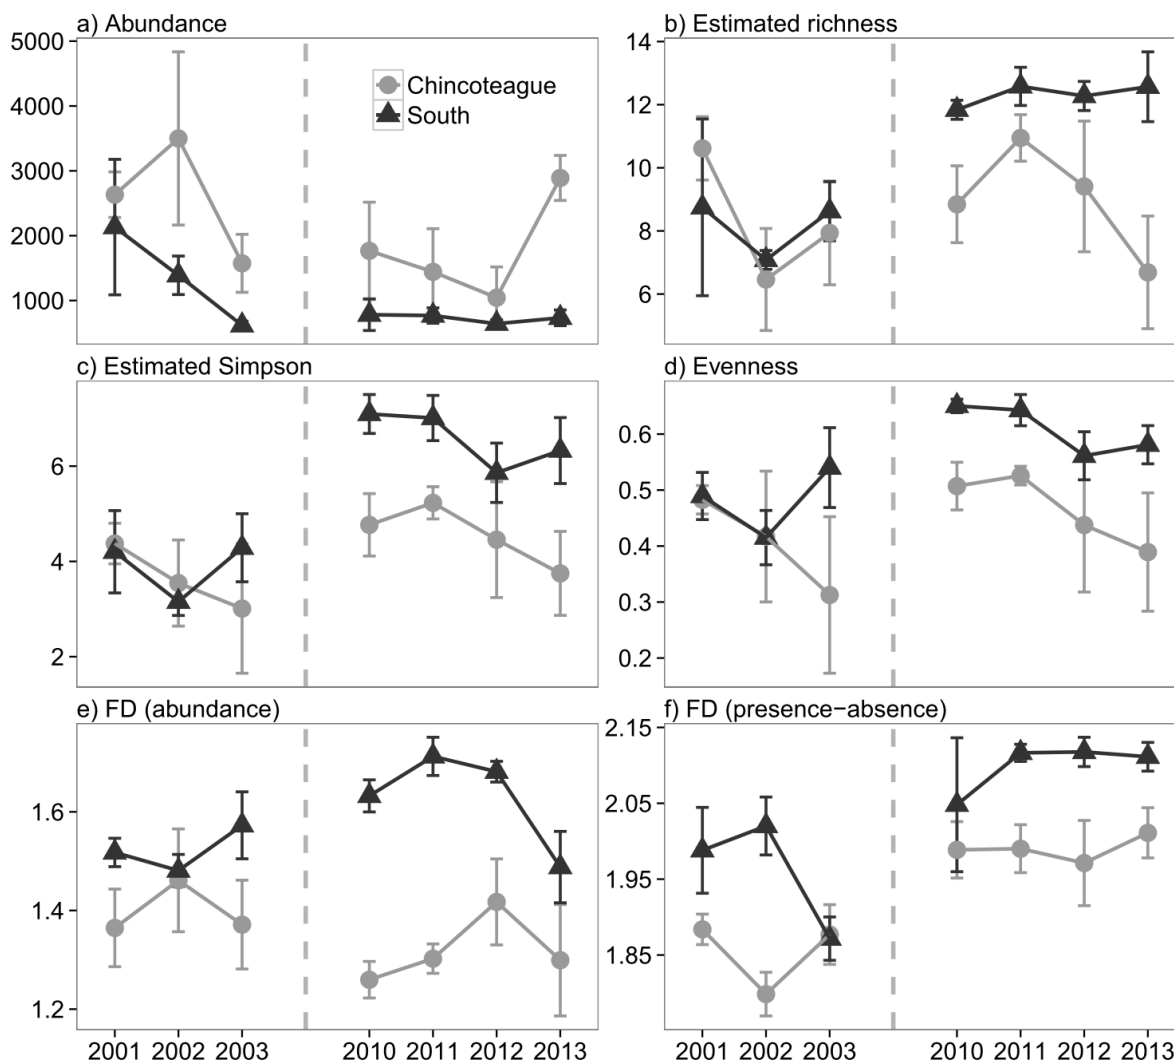 a) Abundance
b) Estimated richness
5000
4000
3000
2000
1000
Chincoteague
South
14
12
10
8
6
c) Estimated Simpson
d) Evenness
6
4
2
0.6
0.5
0.4
0.3
0.2
e) FD (abundance)
f) FD (presence−absence)
1.6
1.4
1.2
2.15
2.05
1.95
1.85
2001 2002 2003 2010 2011 2012 2013
2001 2002 2003 2010 2011 2012 2013